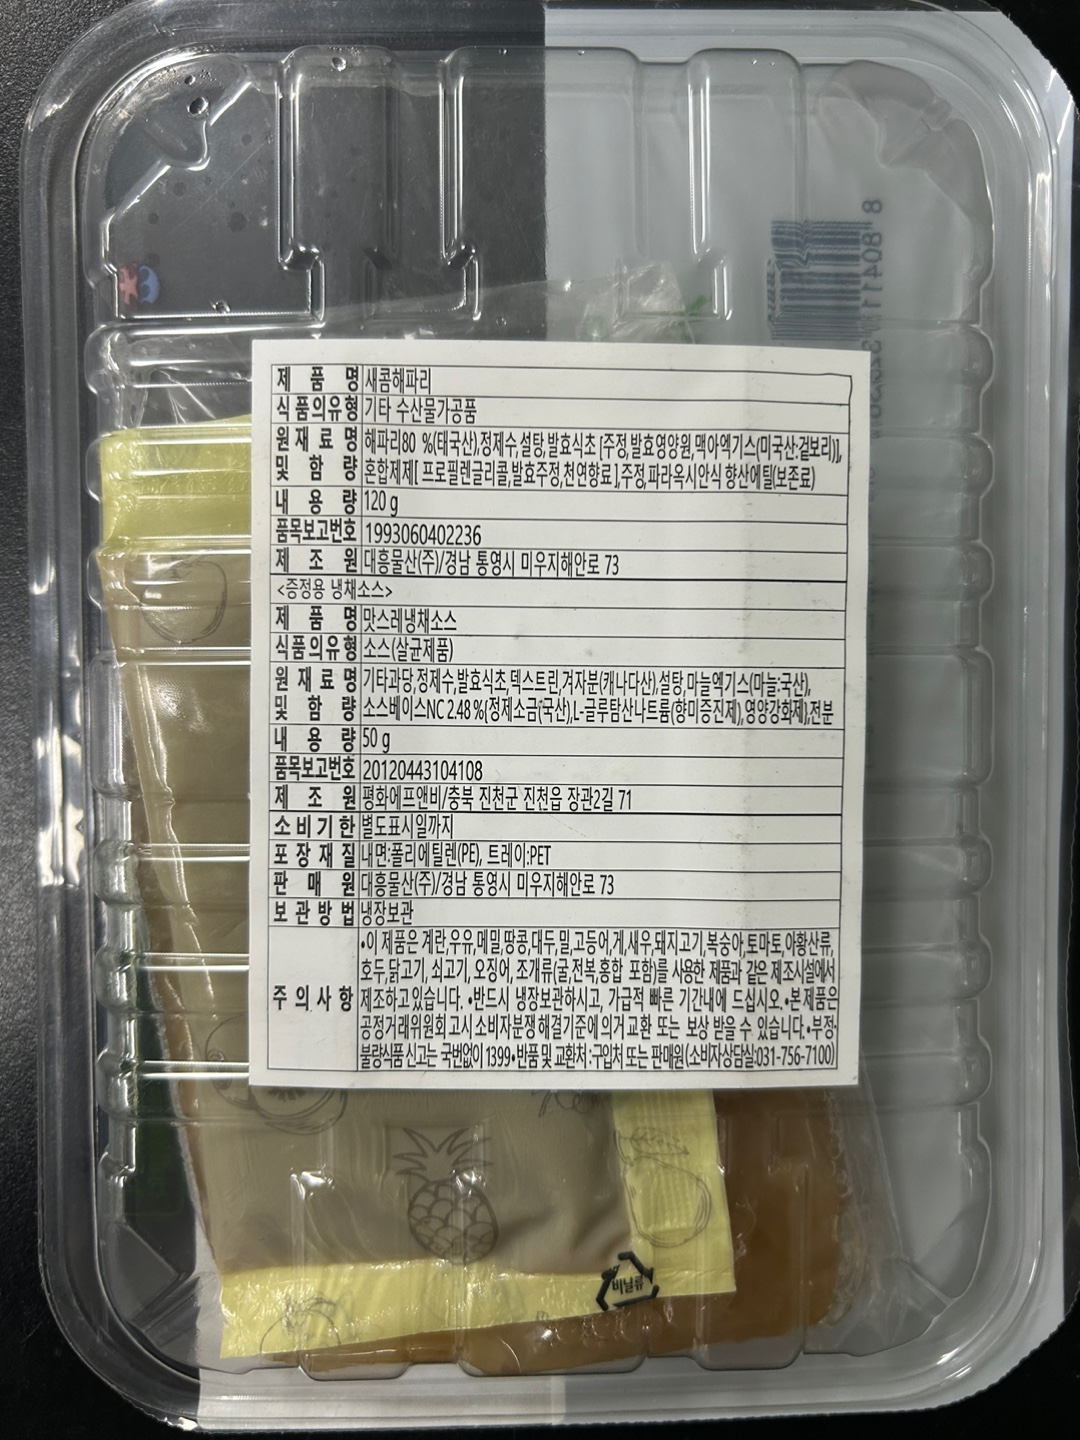 제 품 명 새콤해파리
식품의유형 기타 수산물가공품
원 재 료 명 해파리80 %(태국산),정제수,설탕,발효식초 [주정,발효영양원,맥아엑기스(미국산:겉보리)],
및 함 량 혼합제제[ 프로필렌글리콜,발효주정,천연향료],주정,파라옥시안식 향산에틸(보존료)
내 용 량 120 g
품목보고번호 1993060402236
제 조 원 대흥물산(주)/경남 통영시 미우지해안로 73
<증정용 냉채소스>
제 품 명 맛스레냉채소스
식품의유형 소스(살균제품)
원 재 료 명 기타과당,정제수,발효식초,덱스트린,겨자분(캐나다산),설탕,마늘엑기스(마늘:국산),
및 함 량 소스베이스NC 2.48 %{정제소금(국산),L-글루탐산나트륨(향미증진제),영양강화제},전분
내 용 량 50 g
품목보고번호 20120443104108
제 조 원 평화에프앤비/충북 진천군 진천읍 장관2길 71
소비기한 별도표시일까지
포장재질 내면:폴리에틸렌(PE), 트레이:PET
판 매 원 대흥물산(주)/경남 통영시 미우지해안로 73
보관방법 냉장보관
주의사항 •이 제품은 계란,우유,메밀,땅콩,대두,밀,고등어,게,새우,돼지고기,복숭아,토마토,아황산류,
호두,닭고기, 쇠고기, 오징어, 조개류(굴,전복,홍합 포함)를 사용한 제품과 같은 제조시설에서
제조하고 있습니다. •반드시 냉장보관하시고, 가급적 빠른 기간내에 드십시오.•본 제품은
공정거래위원회 고시 소비자분쟁 해결기준에 의거 교환 또는 보상 받을 수 있습니다.•부정·
불량식품 신고는 국번없이 1399•반품 및 교환처 :구입처 또는 판매원(소비자상담실:031-756-7100)
비닐류